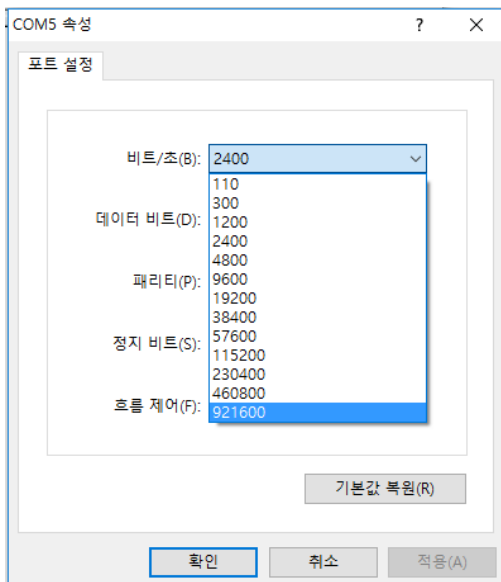 COM5 속성
?
포트 설정
비트/초(B): 2400
110
300
데이터 비트(D): 1200
2400
4800
패리티(P): 9600
19200
38400
정지 비트(S): 57600
115200
230400
흐름 제어(F): 460800
921600
기본값 복원(R)
확인 취소 적용(A)